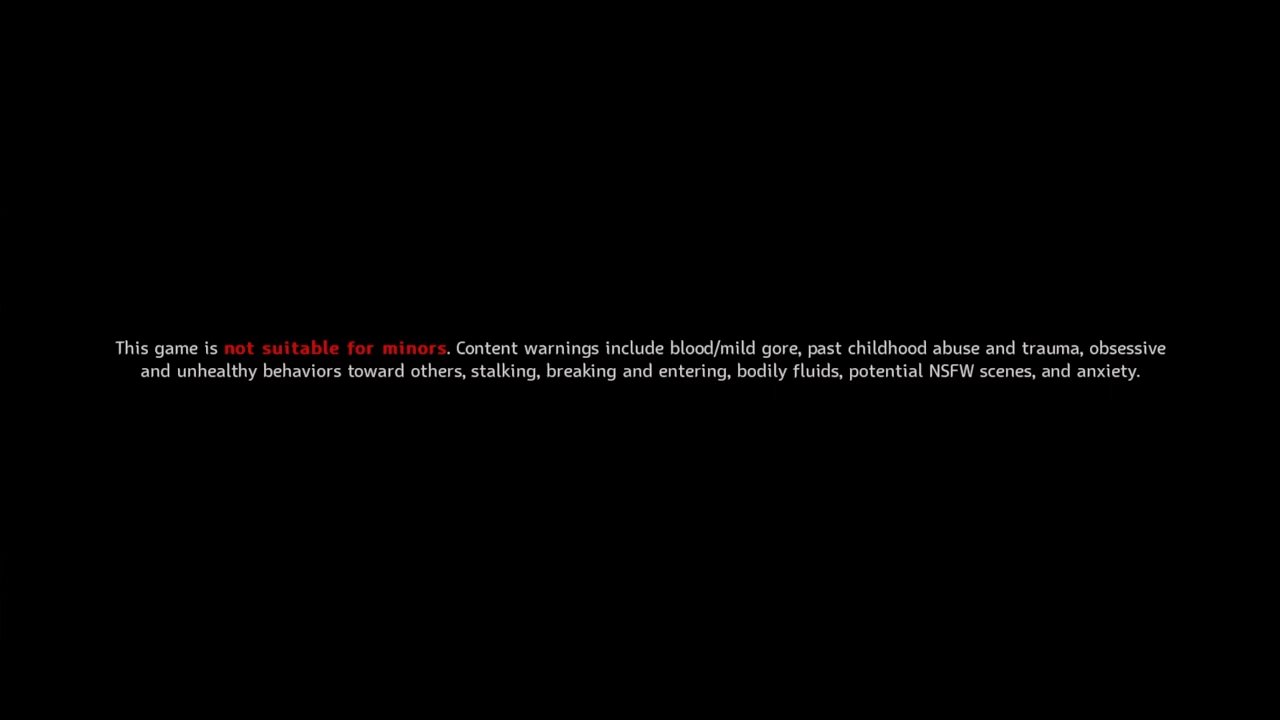 This game is not suitable for minors. Content warnings include blood/mild gore, past childhood abuse and trauma, obsessive
and unhealthy behaviors toward others, stalking, breaking and entering, bodily fluids, potential NSFW scenes, and anxiety.